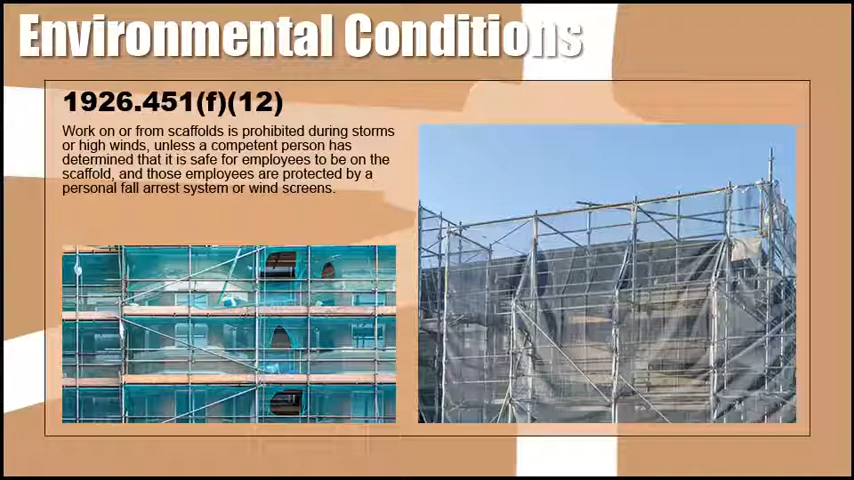 Environmental Conditions
1926.451(f)(12)
Work on or from scaffolds is prohibited during storms
or high winds, unless a competent person has
determined that it is safe for employees to be on the
scaffold, and those employees are protected by a
personal fall arrest system or wind screens.